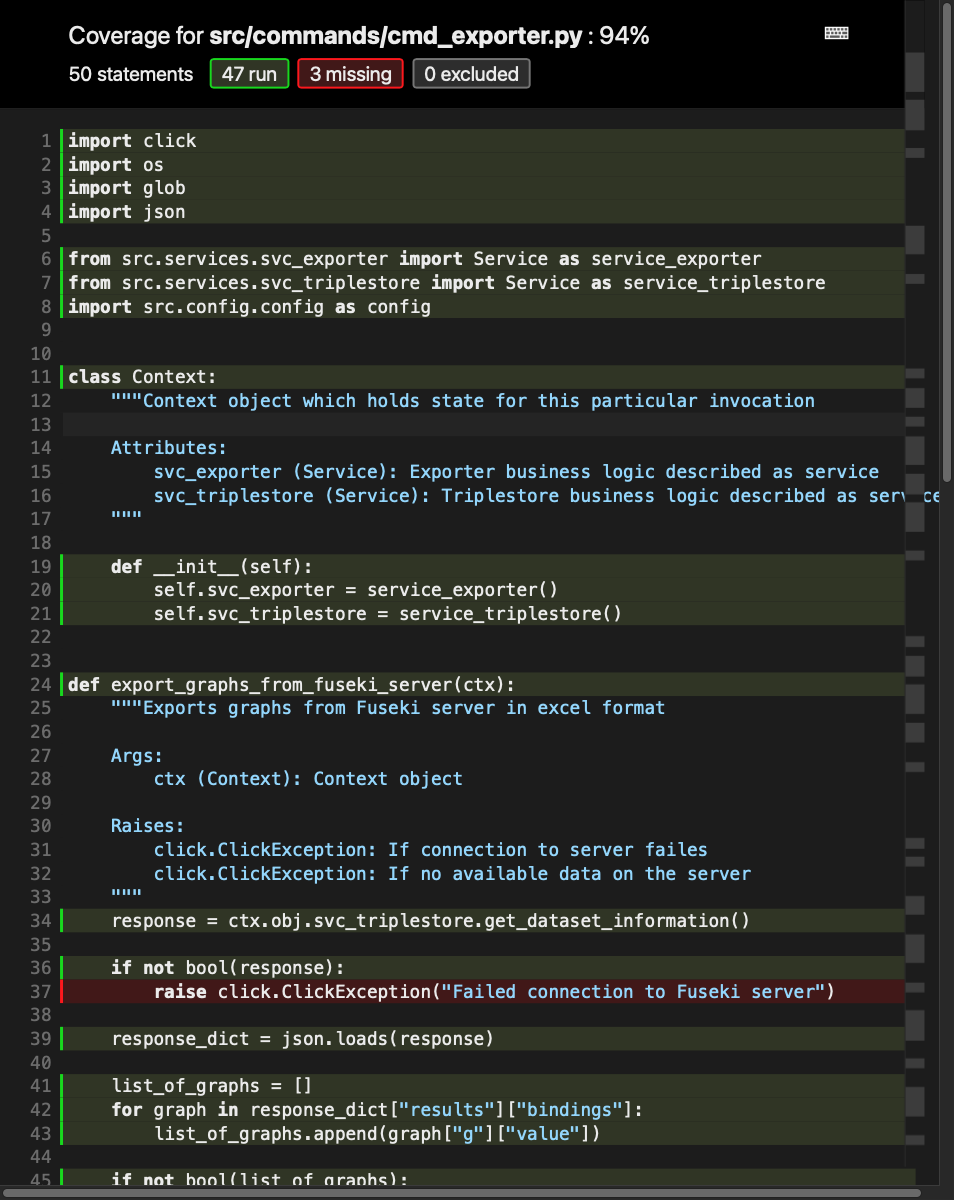 Coverage for src/commands/cmd_exporter.py : 94%
50 statements 47 run 3 missing 0 excluded
1 import click
2 import os
3 import glob
4 import json
5
6 from src.services.svc_exporter import Service as service_exporter
7 from src.services.svc_triplestore import Service as service_triplestore
8 import src.config.config as config
9
10
11 class Context:
12     """Context object which holds state for this particular invocation
13
14     Attributes:
15         svc_exporter (Service): Exporter business logic described as service
16         svc_triplestore (Service): Triplestore business logic described as service
17     """
18
19     def __init__(self):
20         self.svc_exporter = service_exporter()
21         self.svc_triplestore = service_triplestore()
22
23
24 def export_graphs_from_fuseki_server(ctx):
25     """Exports graphs from Fuseki server in excel format
26
27     Args:
28         ctx (Context): Context object
29
30     Raises:
31         click.ClickException: If connection to server failes
32         click.ClickException: If no available data on the server
33     """
34     response = ctx.obj.svc_triplestore.get_dataset_information()
35
36     if not bool(response):
37         raise click.ClickException("Failed connection to Fuseki server")
38
39     response_dict = json.loads(response)
40
41     list_of_graphs = []
42     for graph in response_dict["results"]["bindings"]:
43         list_of_graphs.append(graph["g"]["value"])
44
45     if not bool(list_of_graphs):